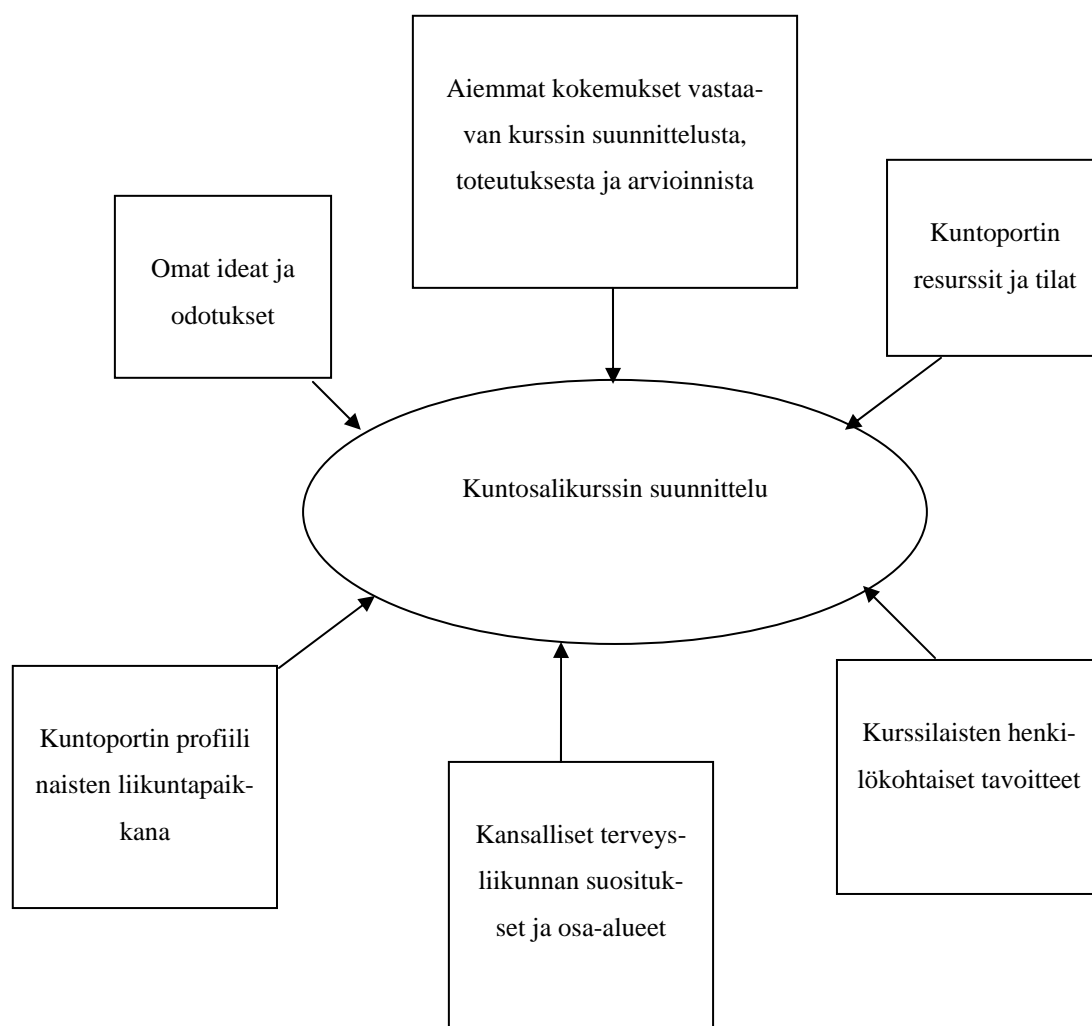 Aiemmat kokemukset vastaa-
van kurssin suunnittelusta,
toteutuksesta ja arvioinnista
Omat ideat ja
odotukset
Kuntoportin
resurssit ja tilat
Kuntosalikurssin suunnittelu
Kuntoportin profiili
naisten liikuntapaik-
kana
Kansalliset terveys-
liikunnan suosituk-
set ja osa-alueet
Kurssilaisten henki-
lökohtaiset tavoitteet